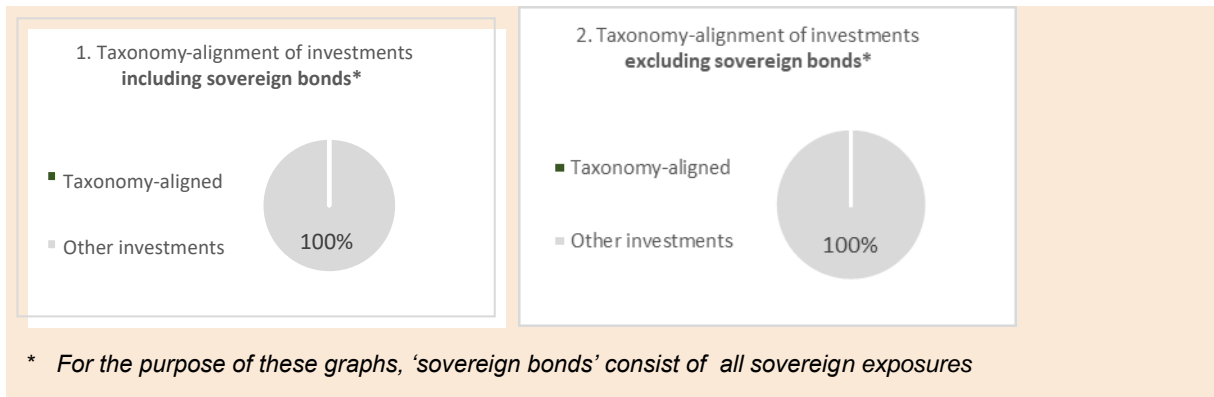 1. Taxonomy-alignment of investments
including sovereign bonds*
Taxonomy-aligned
Other investments
100%
2. Taxonomy-alignment of investments
excluding sovereign bonds*
Taxonomy-aligned
Other investments
100%
* For the purpose of these graphs, ‘sovereign bonds’ consist of all sovereign exposures